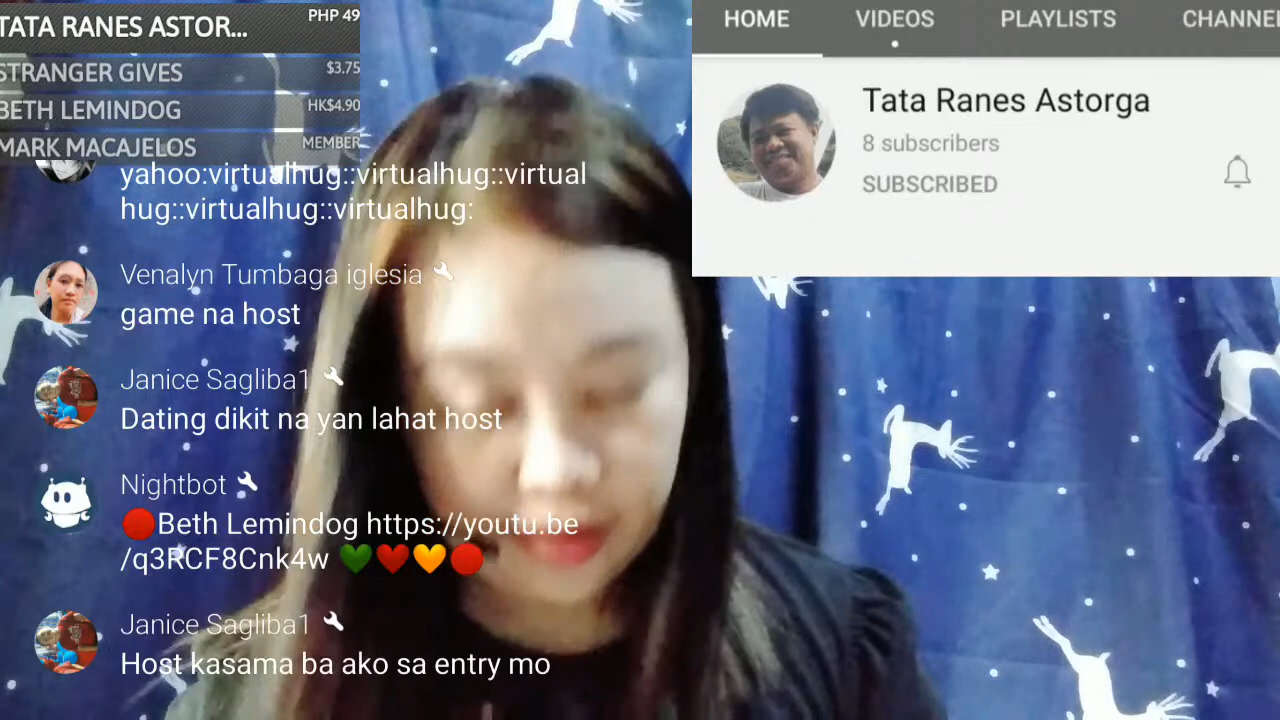 TATA RANES ASTOR... PHP 49
STRANGER GIVES $3.75
BETH LEMINDOG HK$4.90
MARK MACAJELOS MEMBER
yahoo:virtualhug::virtualhug::virtual
hug::virtualhug::virtualhug:
Venalyn Tumbaga iglesia
game na host
Janice Sagliba1
Dating dikit na yan lahat host
Nightbot
🔴Beth Lemindog https://youtu.be
/q3RCF8Cnk4w 💚❤️🧡🔴
Janice Sagliba1
Host kasama ba ako sa entry mo
HOME VIDEOS PLAYLISTS CHANNE
Tata Ranes Astorga
8 subscribers
SUBSCRIBED